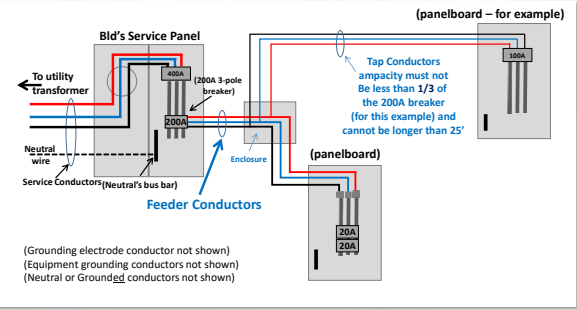 (panelboard – for example)
Bld's Service Panel
400A
100A
(200A 3-pole
breaker)
To utility
transformer
Tap Conductors
ampacity must not
Be less than 1/3 of
the 200A breaker
(for this example) and
cannot be longer than 25'
200A
Neutral
wire
Enclosure
(panelboard)
Service Conductors
(Neutral's bus bar)
Feeder Conductors
20A
20A
(Grounding electrode conductor not shown)
(Equipment grounding conductors not shown)
(Neutral or Grounded conductors not shown)